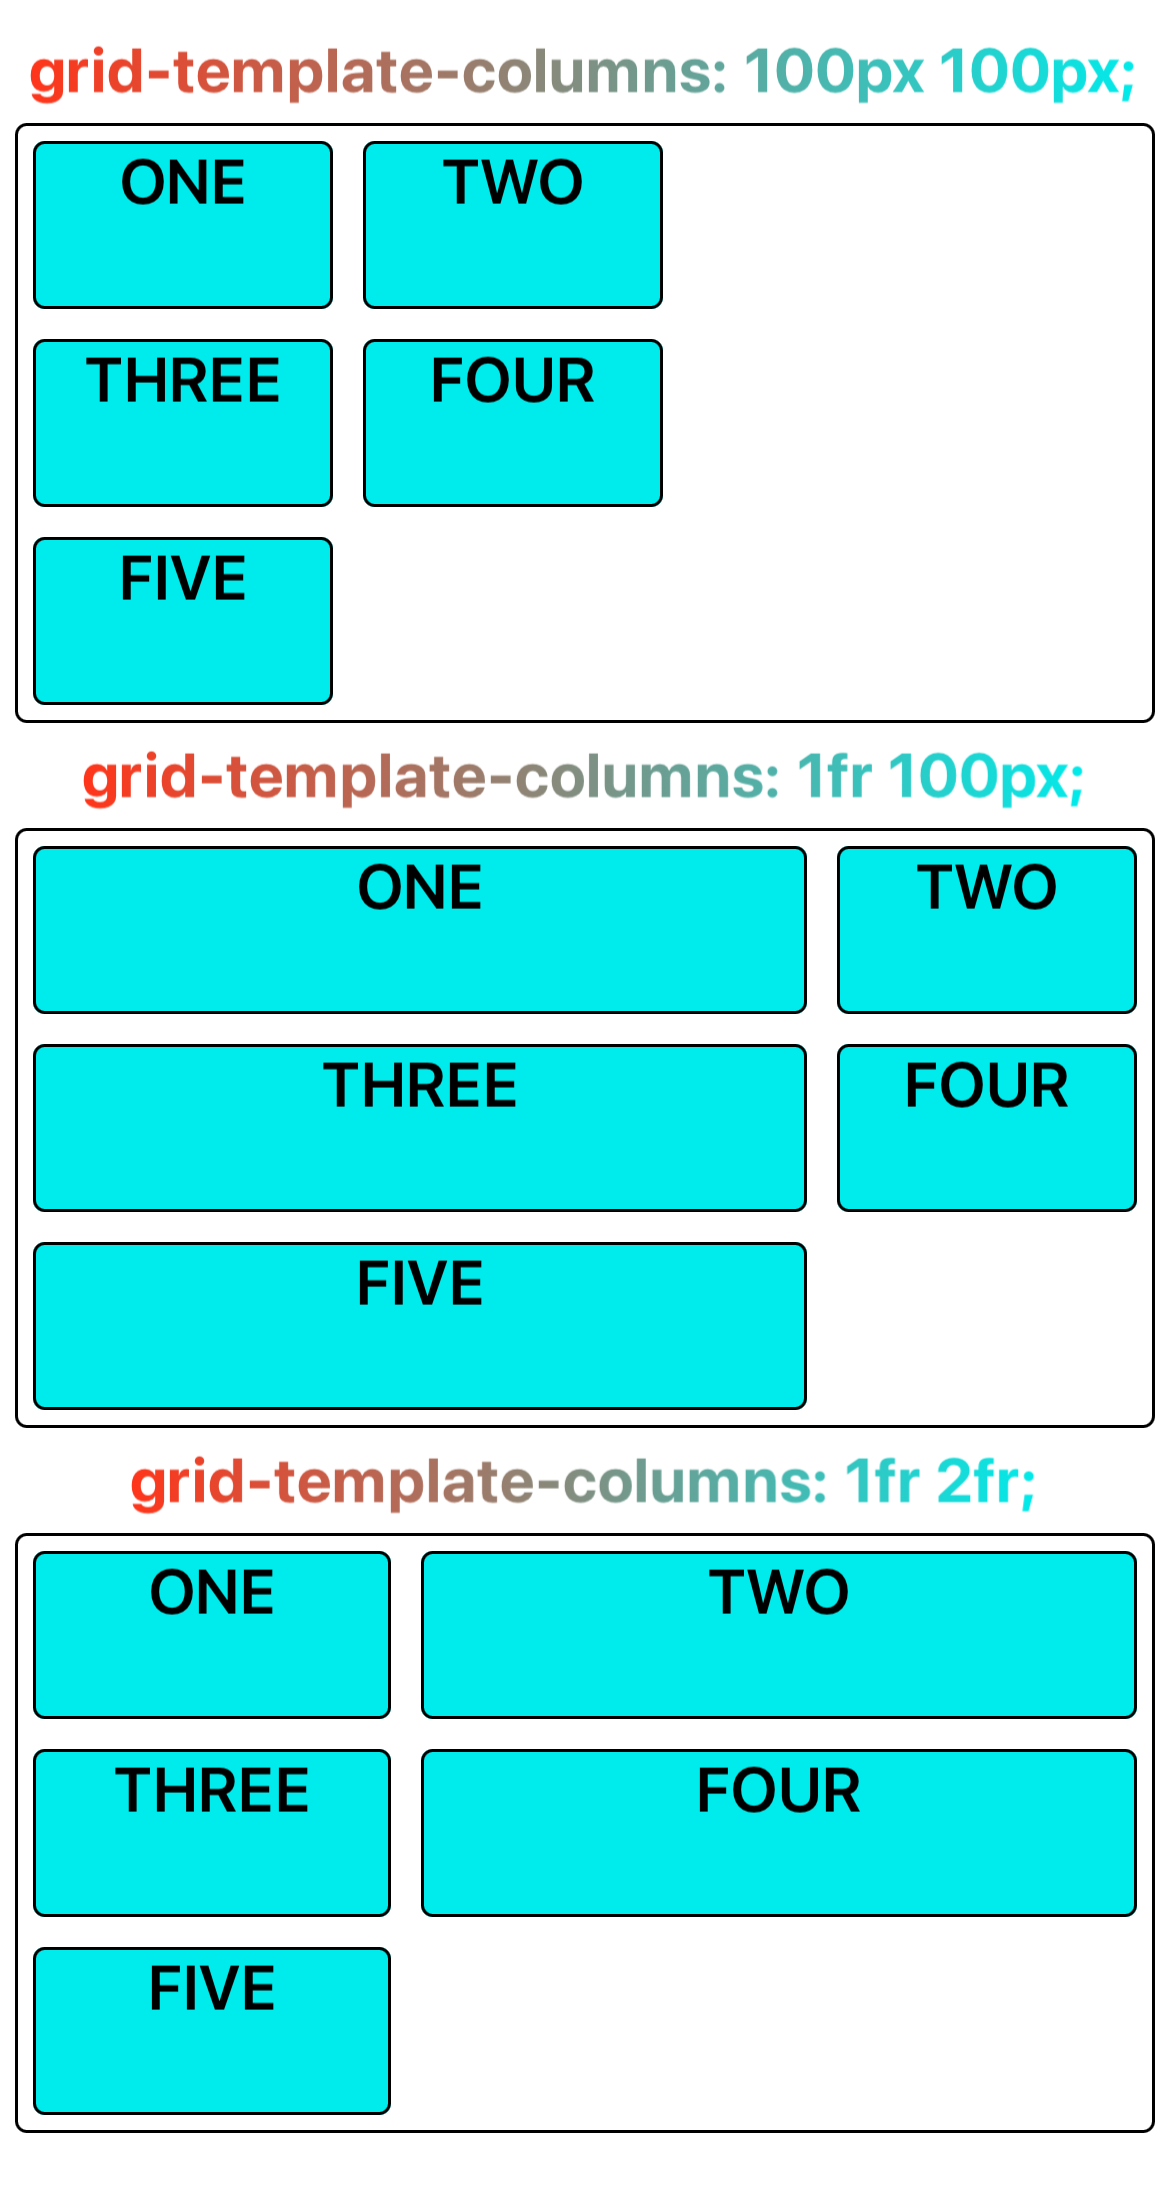 grid-template-columns: 100px 100px;
ONE TWO
THREE FOUR
FIVE
grid-template-columns: 1fr 100px;
ONE TWO
THREE FOUR
FIVE
grid-template-columns: 1fr 2fr;
ONE TWO
THREE FOUR
FIVE